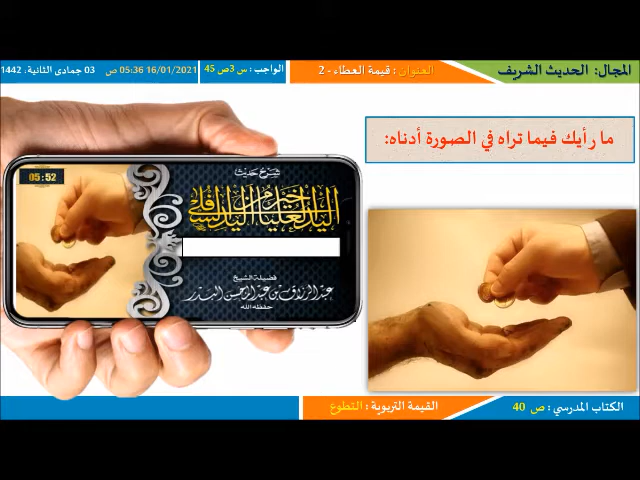 المجال: الحديث الشريف
العنوان : قيمة العطاء - 2
الواجب : س 3ص 45
16/01/2021 05:36 ص
03 جمادى الثانية، 1442
ما رأيك فيما تراه في الصورة أدناه:
05:52
شرح حديث
اليد العليا خير من اليد السفلى
فضيلة الشيخ
عبد الرزاق بن عبد المحسن البدر
حفظه الله
الكتاب المدرسي : ص 40
القيمة التربوية : التطوع